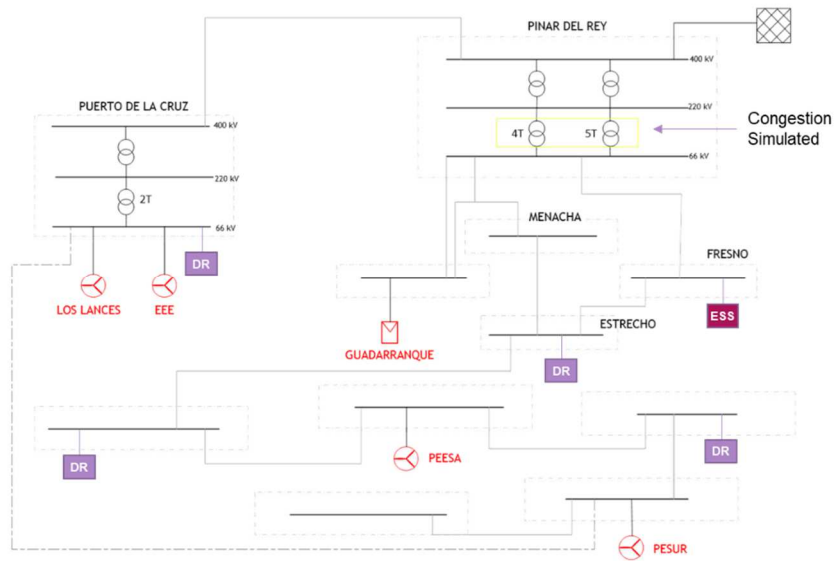 PINAR DEL REY
400 kV
PUERTO DE LA CRUZ
220 kV
Congestion
Simulated
400 kV
4T
5T
66 kV
220 kV
2T
MENACHA
66 kV
FRESNO
DR
LOS LANCES
EEE
ESS
ESTRECHO
GUADARRANQUE
DR
DR
PEESA
DR
PESUR